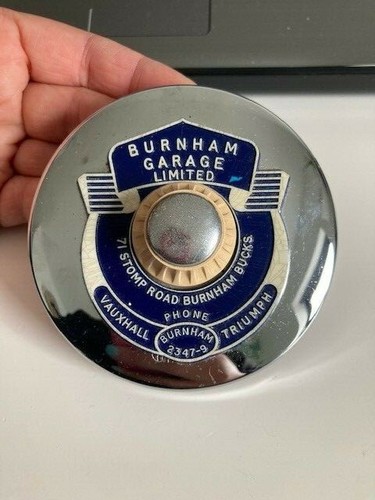 BURNHAM
GARAGE
LIMITED
71 STOMP ROAD BURNHAM BUCKS.
PHONE
VAUXHALL
BURNHAM
2347-9
TRIUMPH